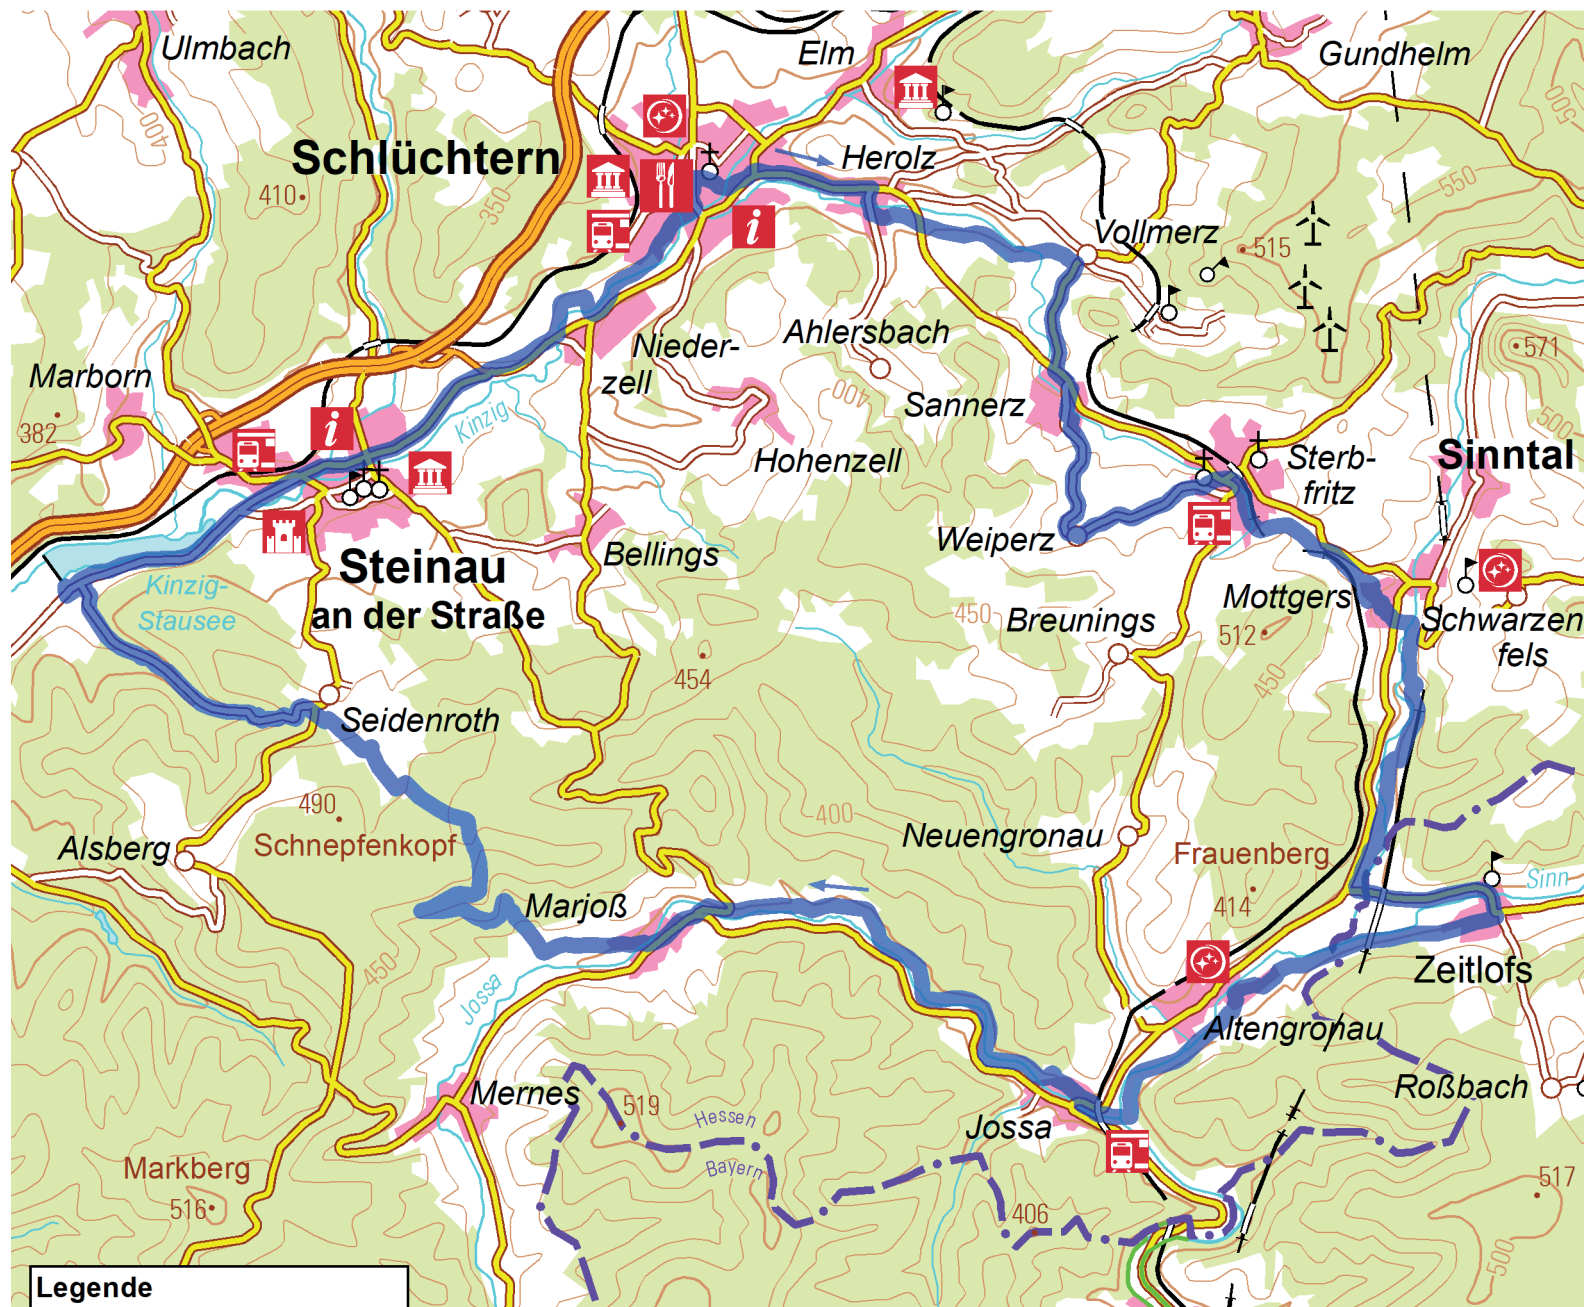 Ulmbach
Elm
Gundhelm
400
500
Schlüchtern
Herolz
410
350
550
Vollmerz
515
Ahlersbach
Nieder-
zell
571
Marborn
400
Sannerz
500
382
Kinzig
Hohenzell
Sterb-
fritz
Sinntal
Weiperz
Bellings
Steinau
an der Straße
Kinzig-
Stausee
Mottgers
450
Breunings
512
Schwarzen
fels
454
450
Seidenroth
490
400
Schnepfenkopf
Neuengronau
Alsberg
Frauenberg
414
Sinn
Marjoß
450
Jossa
Zeitlofs
Altengronau
Roßbach
Mernes
519
Hessen
Bayern
Jossa
Markberg
516
517
406
500
Legende